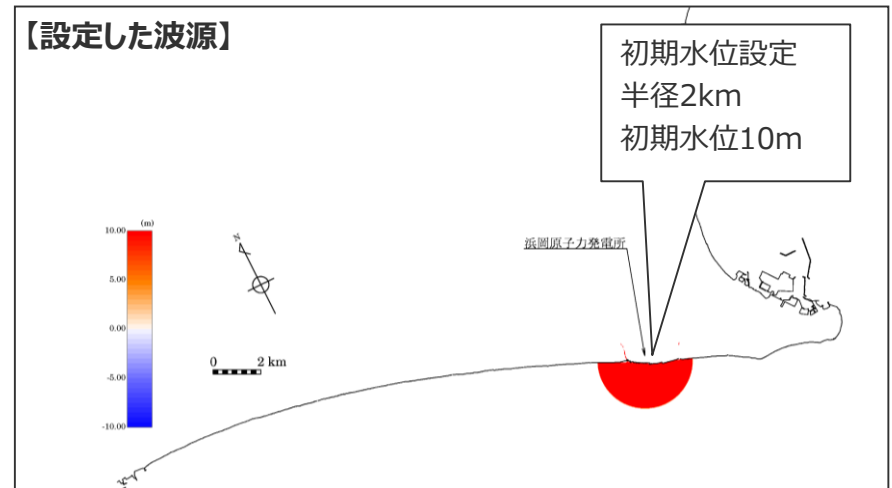 【設定した波源】
初期水位設定
半径2km
初期水位10m
(m)
10.00
5.00
0.00
-5.00
-10.00
N
0 2 km
浜岡原子力発電所